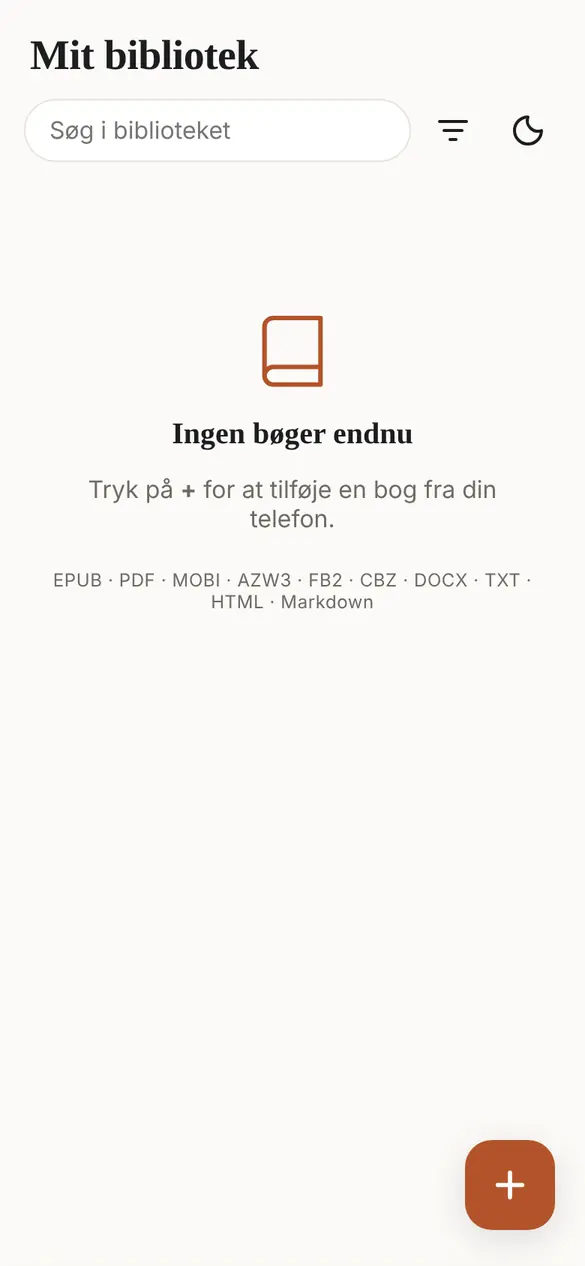 Mit bibliotek
Søg i biblioteket
Ingen bøger endnu
Tryk på + for at tilføje en bog fra din
telefon.
EPUB · PDF · MOBI · AZW3 · FB2 · CBZ · DOCX · TXT ·
HTML · Markdown